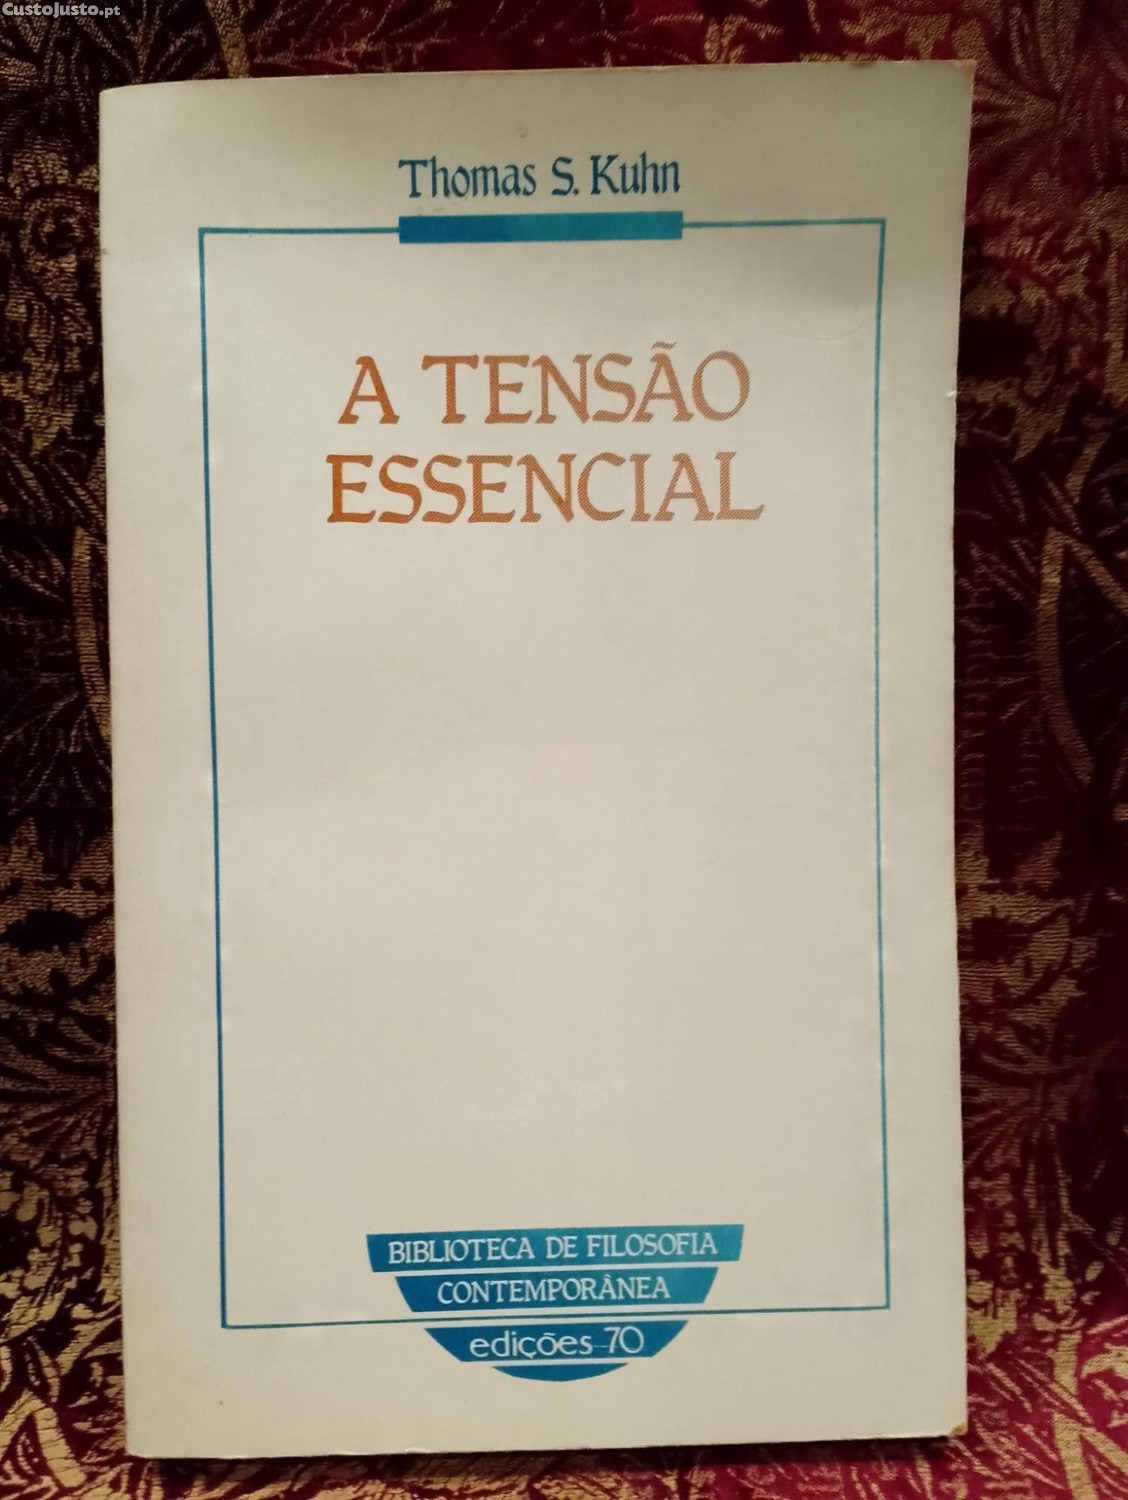 CustoJusto.pt
Thomas S. Kuhn
A TENSÃO
ESSENCIAL
BIBLIOTECA DE FILOSOFIA
CONTEMPORÂNEA
edições 70